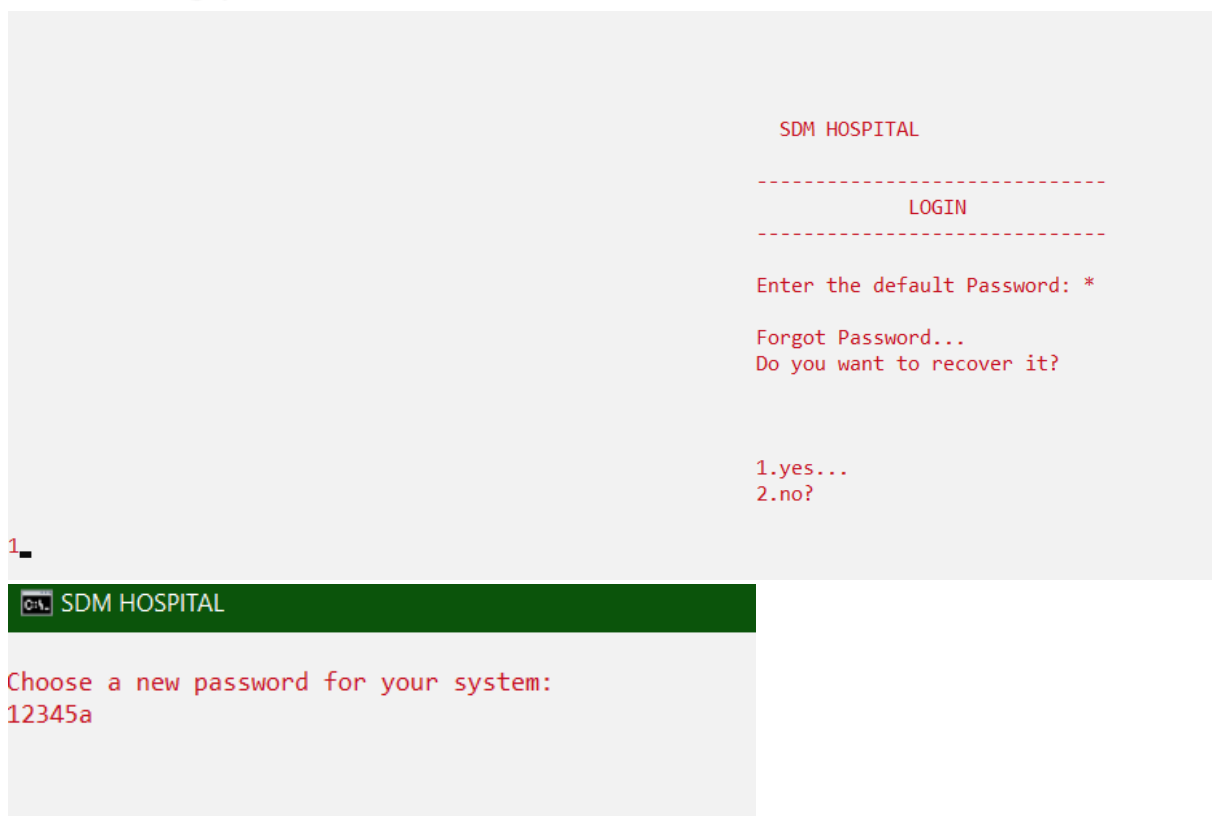 SDM HOSPITAL
------------------------------
LOGIN
------------------------------
Enter the default Password: *
Forgot Password...
Do you want to recover it?
1.yes...
2.no?
1
C:\. SDM HOSPITAL
Choose a new password for your system:
12345a